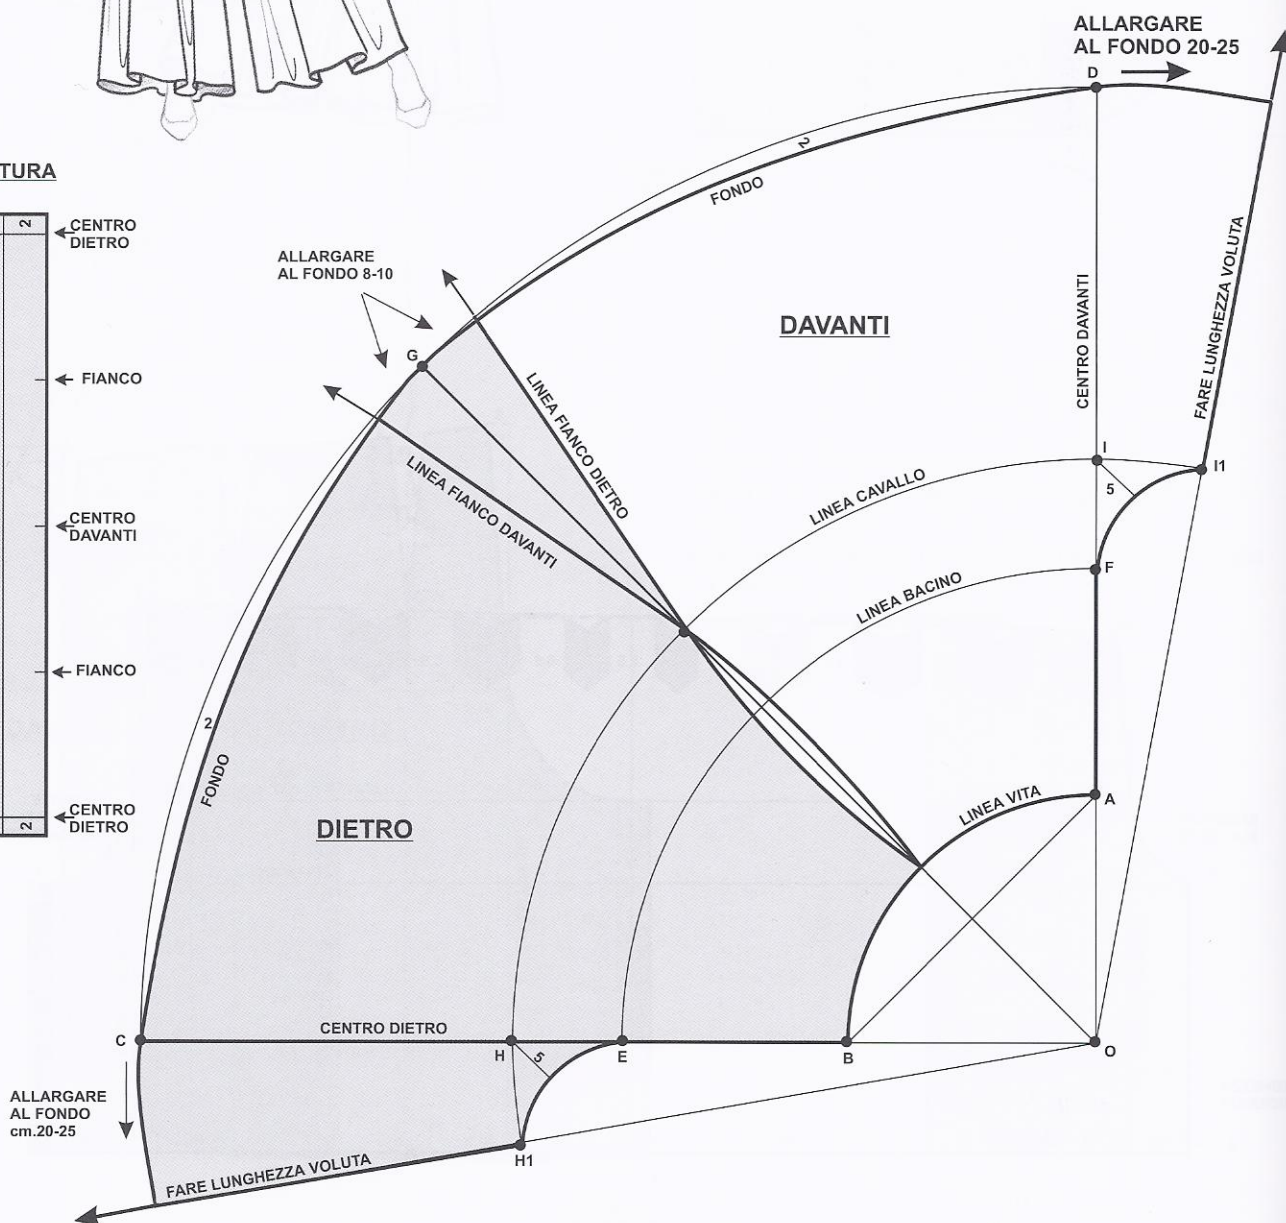 ALLARGARE
AL FONDO 20-25
D
2
FONDO
TURA
2
CENTRO
DIETRO
ALLARGARE
AL FONDO 8-10
G
DAVANTI
CENTRO DAVANTI
FARE LUNGHEZZA VOLUTA
FIANCO
LINEA FIANCO DIETRO
LINEA FIANCO DAVANTI
I
I1
5
LINEA CAVALLO
CENTRO
DAVANTI
F
LINEA BACINO
FIANCO
2
FONDO
A
LINEA VITA
CENTRO
DIETRO
2
DIETRO
C
CENTRO DIETRO
H
5
E
B
O
ALLARGARE
AL FONDO
cm.20-25
H1
FARE LUNGHEZZA VOLUTA